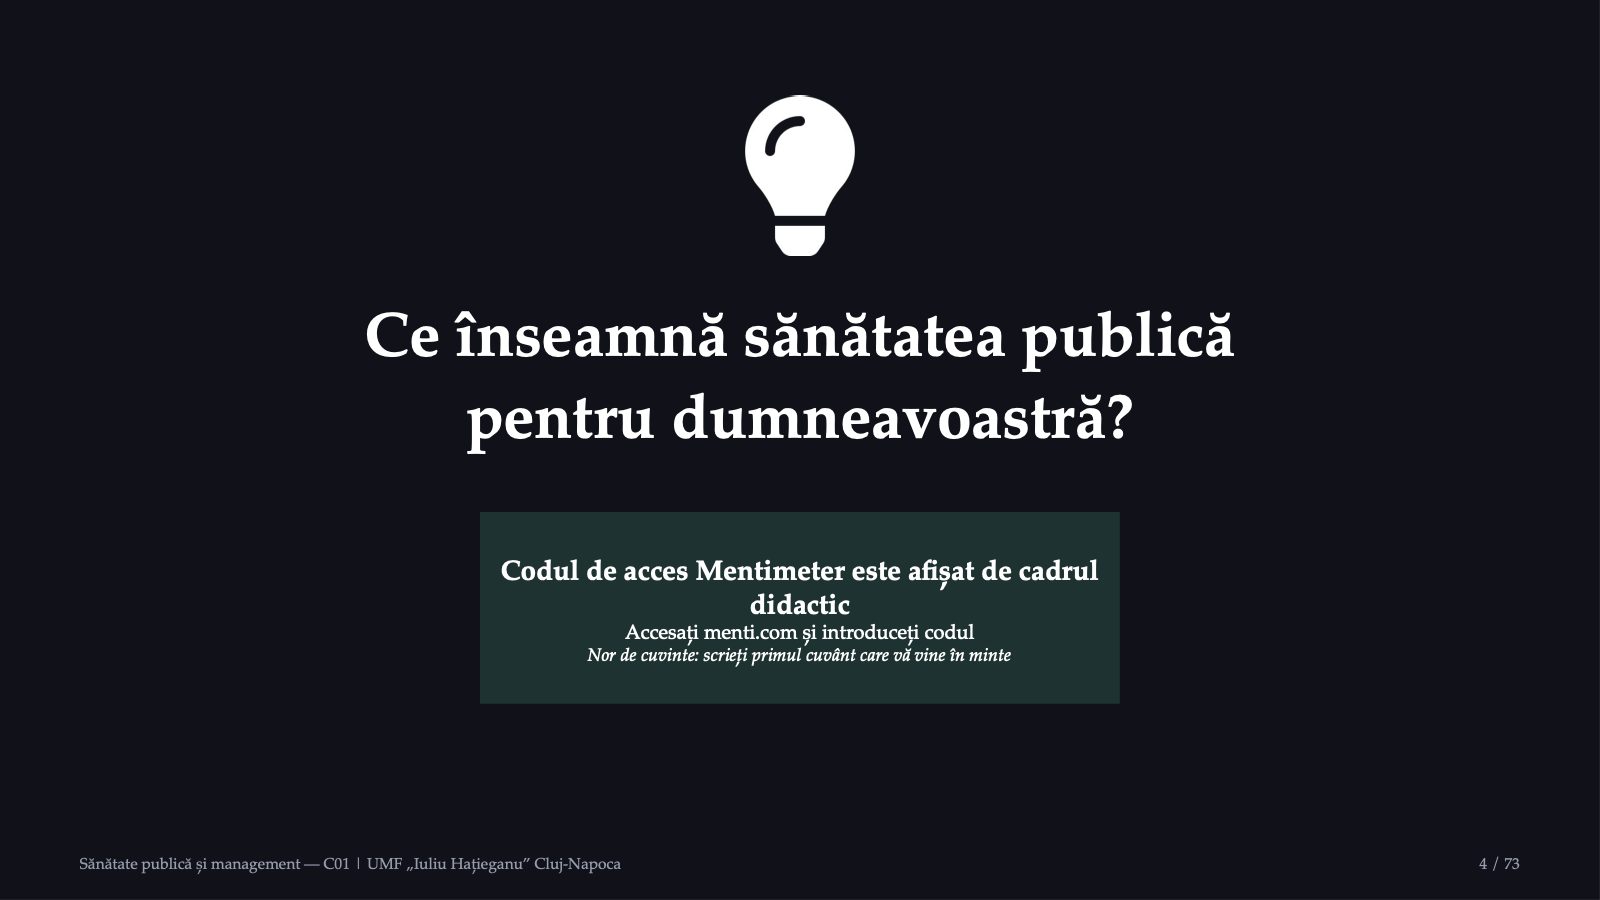 Ce înseamnă sănătatea publică
pentru dumneavoastră?
Codul de acces Mentimeter este afișat de cadrul
didactic
Accesați menti.com și introduceți codul
Nor de cuvinte: scrieți primul cuvânt care vă vine în minte
Sănătate publică și management — C01 | UMF „Iuliu Hațieganu” Cluj-Napoca
4 / 73